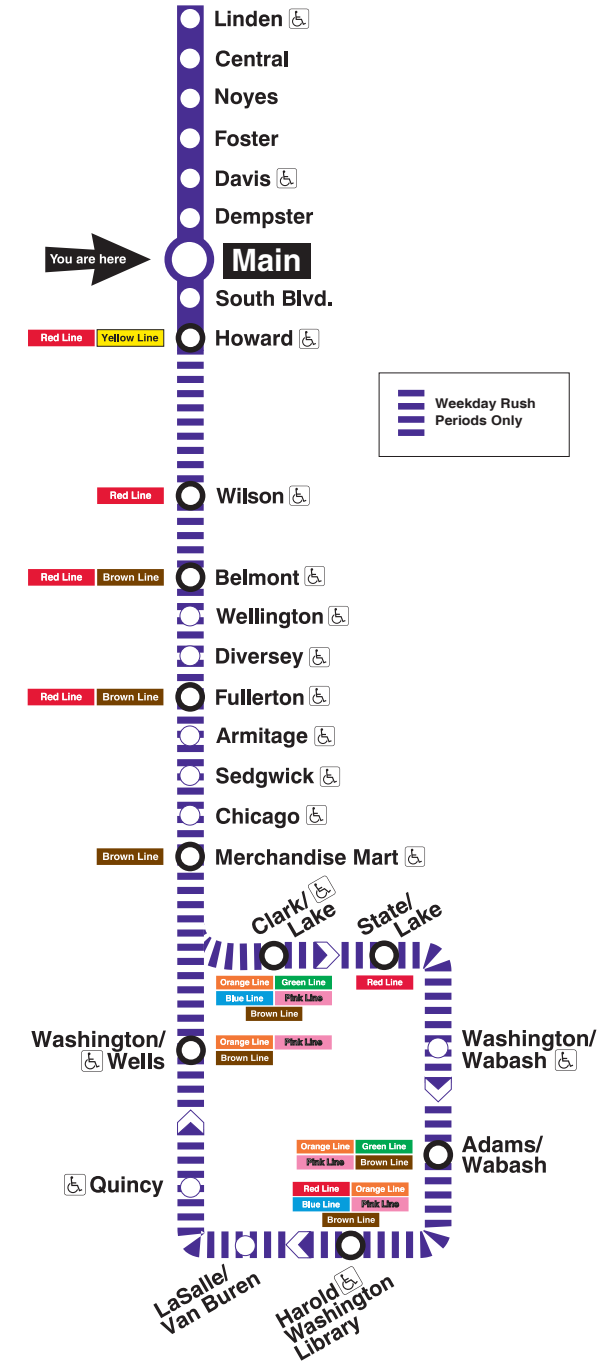 Linden
Central
Noyes
Foster
Davis
Dempster
You are here
Main
South Blvd.
Red Line Yellow Line
Howard
Weekday Rush
Periods Only
Red Line
Wilson
Red Line Brown Line
Belmont
Wellington
Diversey
Red Line Brown Line
Fullerton
Armitage
Sedgwick
Chicago
Brown Line
Merchandise Mart
Clark/
Lake
State/
Lake
Orange Line Green Line
Blue Line Pink Line
Brown Line
Red Line
Washington/
Wells
Orange Line Pink Line
Brown Line
Washington/
Wabash
Orange Line Green Line
Pink Line Brown Line
Adams/
Wabash
Quincy
Red Line Orange Line
Blue Line Pink Line
Brown Line
LaSalle/
Van Buren
Harold
Washington
Library